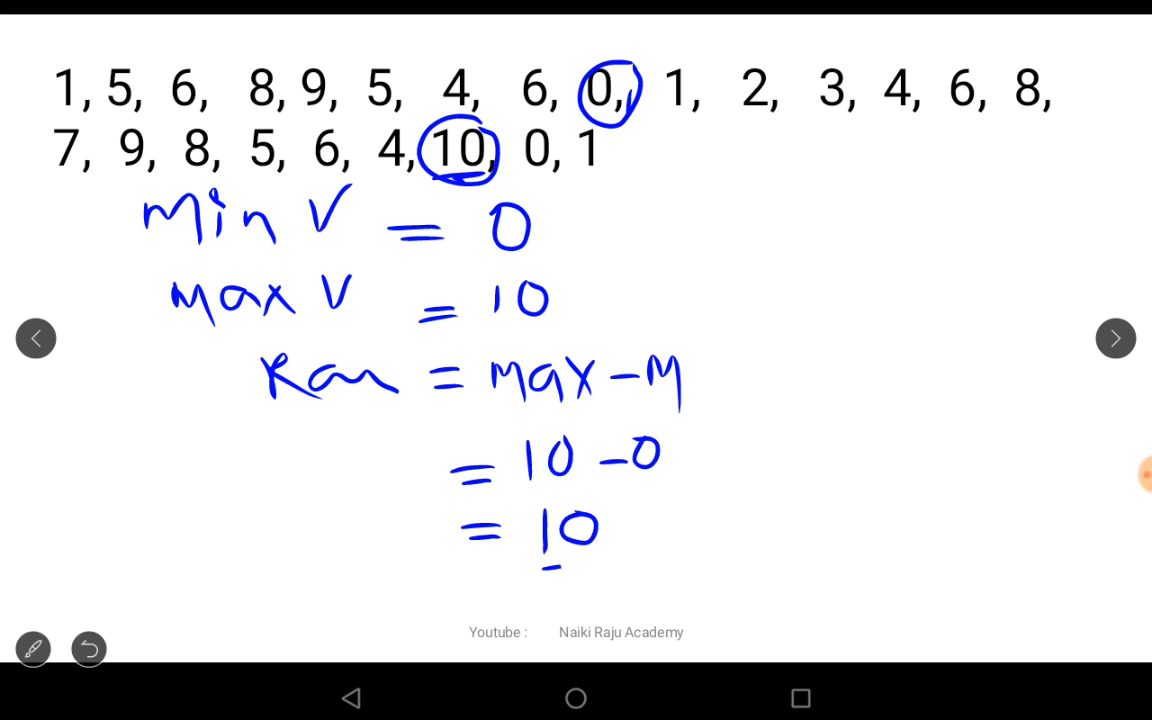 1, 5, 6, 8, 9, 5, 4, 6, 0, 1, 2, 3, 4, 6, 8,
7, 9, 8, 5, 6, 4, 10, 0, 1
Min V = 0
Max V = 10
Ran = Max - M
= 10 - 0
= 10
Youtube : Naiki Raju Academy